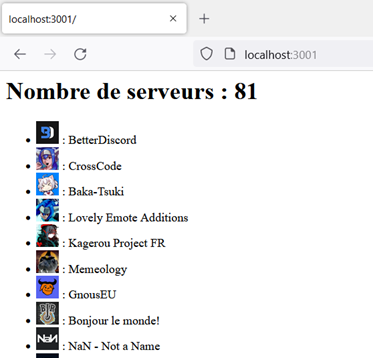 localhost:3001/
localhost:3001
Nombre de serveurs : 81
: BetterDiscord
: CrossCode
: Baka-Tsuki
: Lovely Emote Additions
: Kagerou Project FR
: Memeology
: GnousEU
: Bonjour le monde!
NaN : NaN - Not a Name